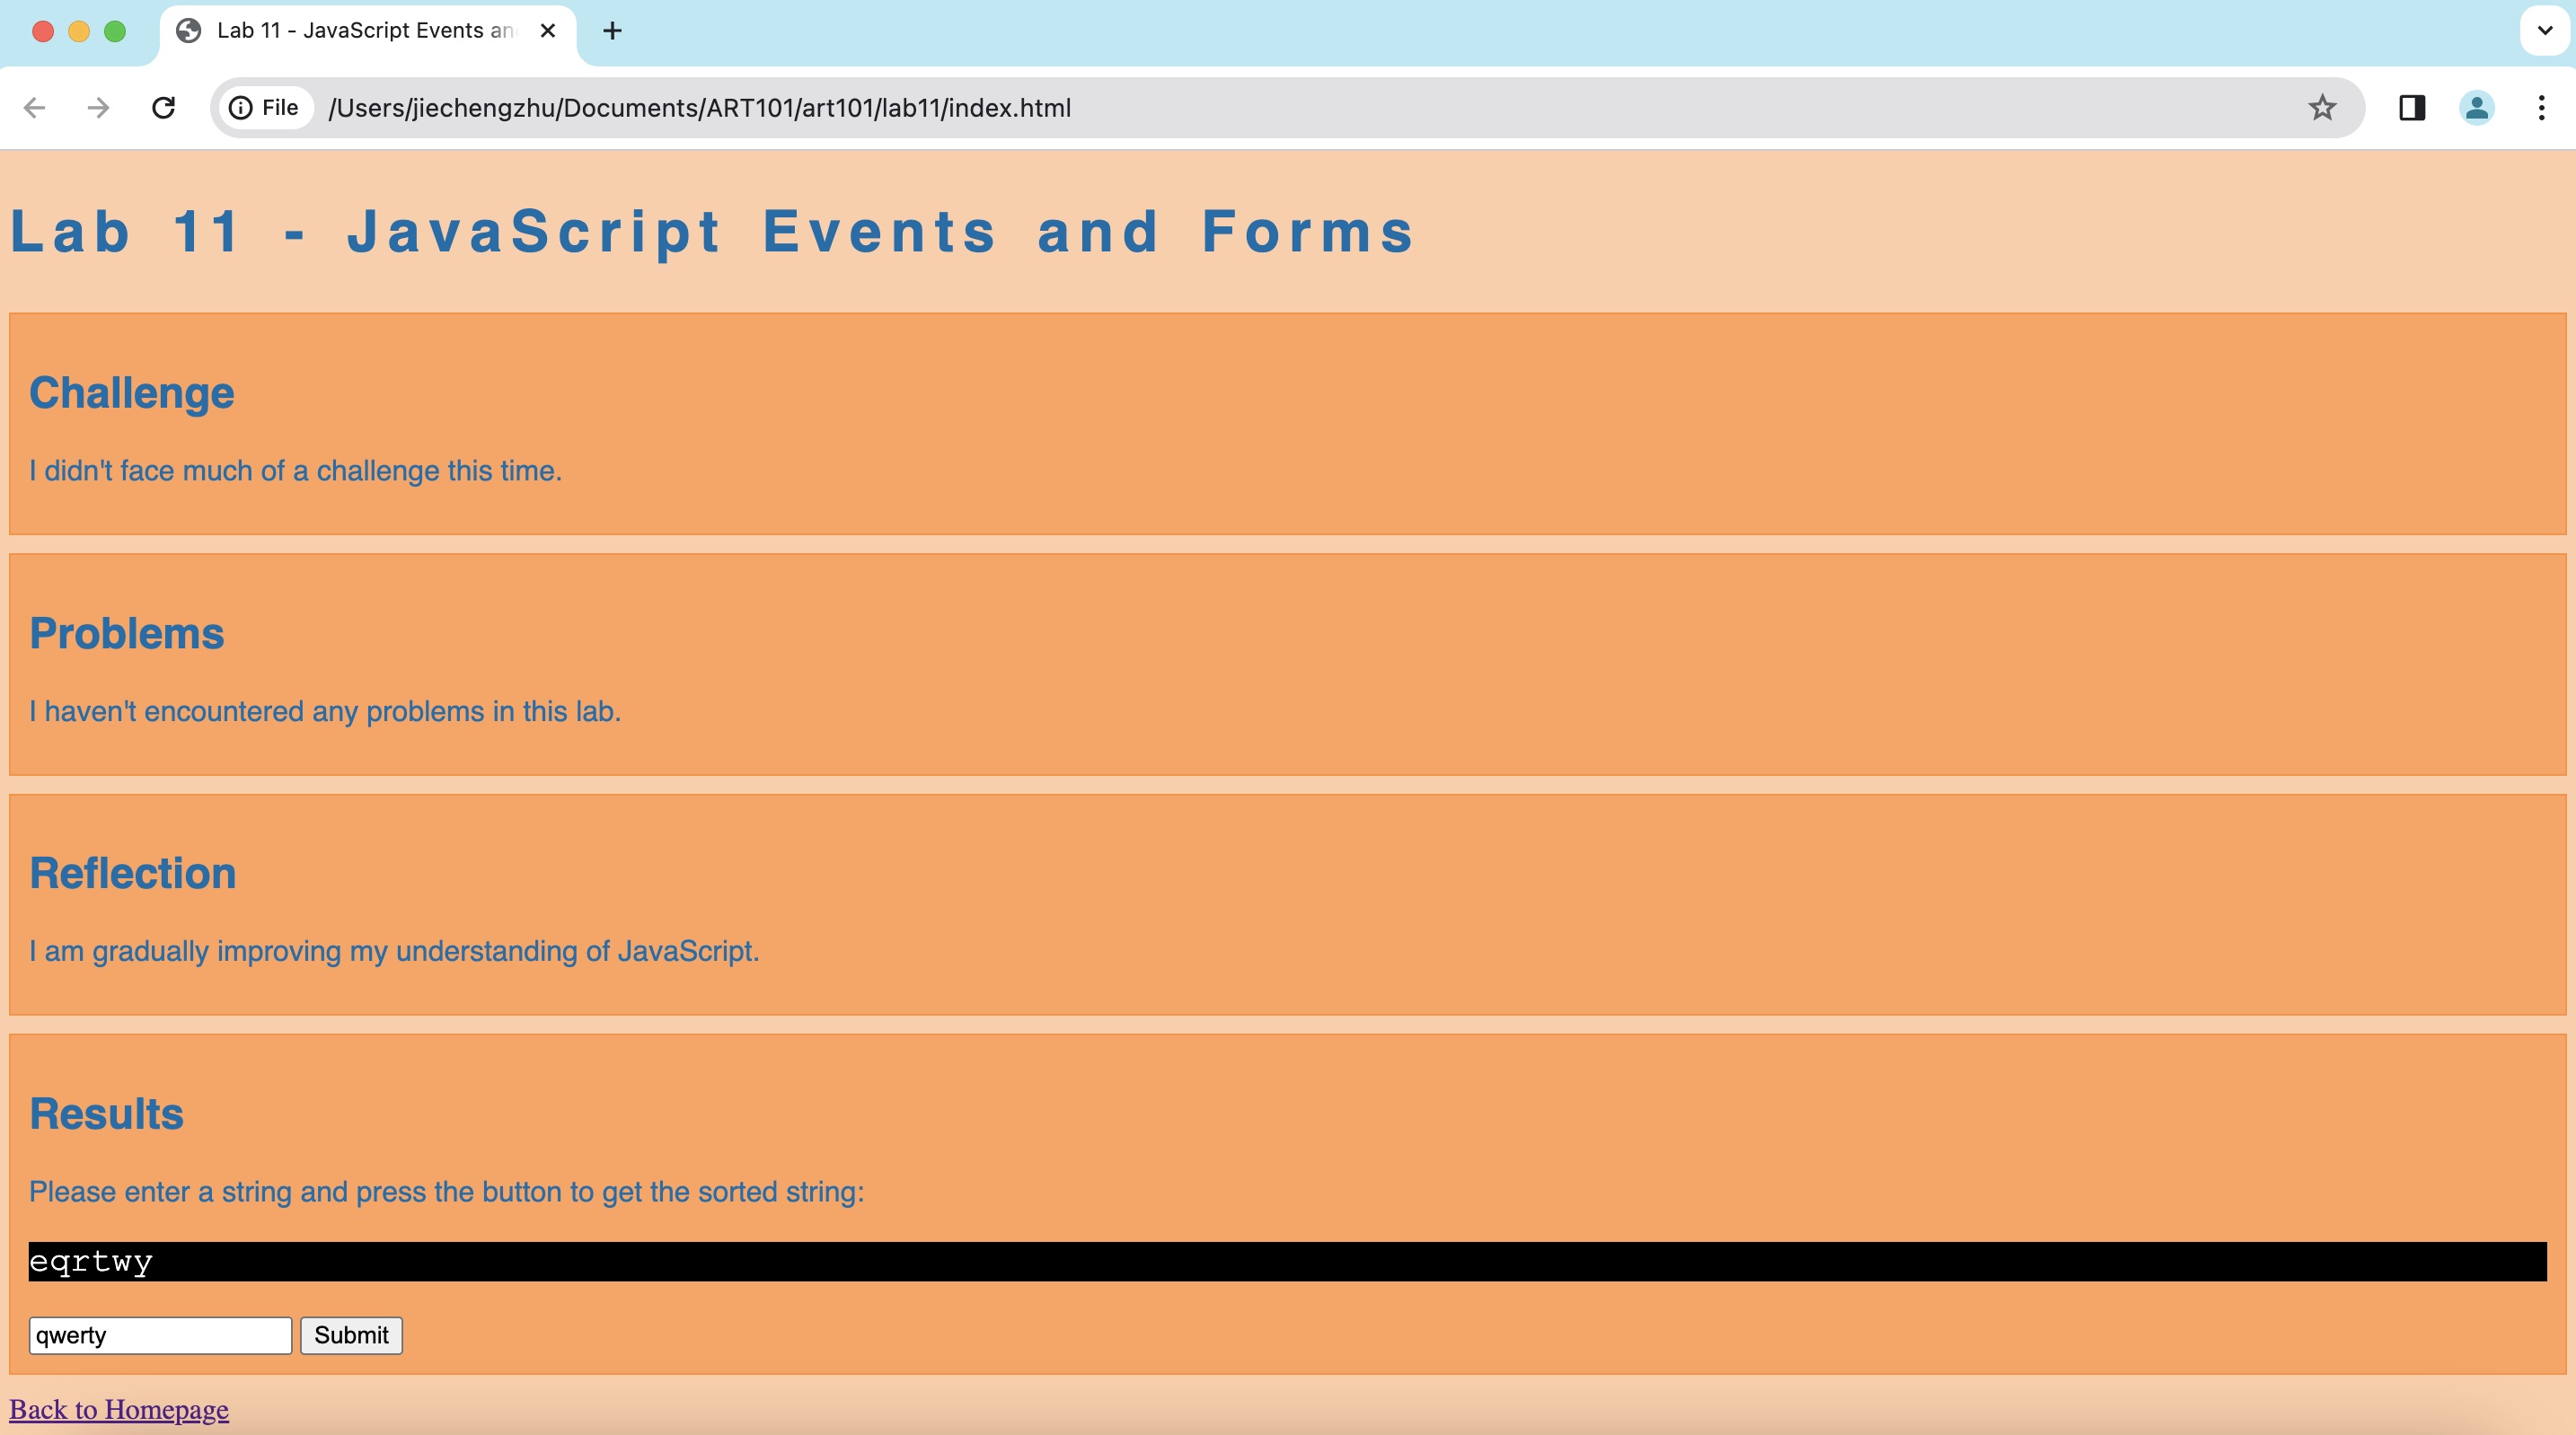 Lab 11 - JavaScript Events an
File
/Users/jiechengzhu/Documents/ART101/art101/lab11/index.html
Lab 11 - JavaScript Events and Forms
Challenge
I didn't face much of a challenge this time.
Problems
I haven't encountered any problems in this lab.
Reflection
I am gradually improving my understanding of JavaScript.
Results
Please enter a string and press the button to get the sorted string:
eqrtwy
qwerty Submit
Back to Homepage